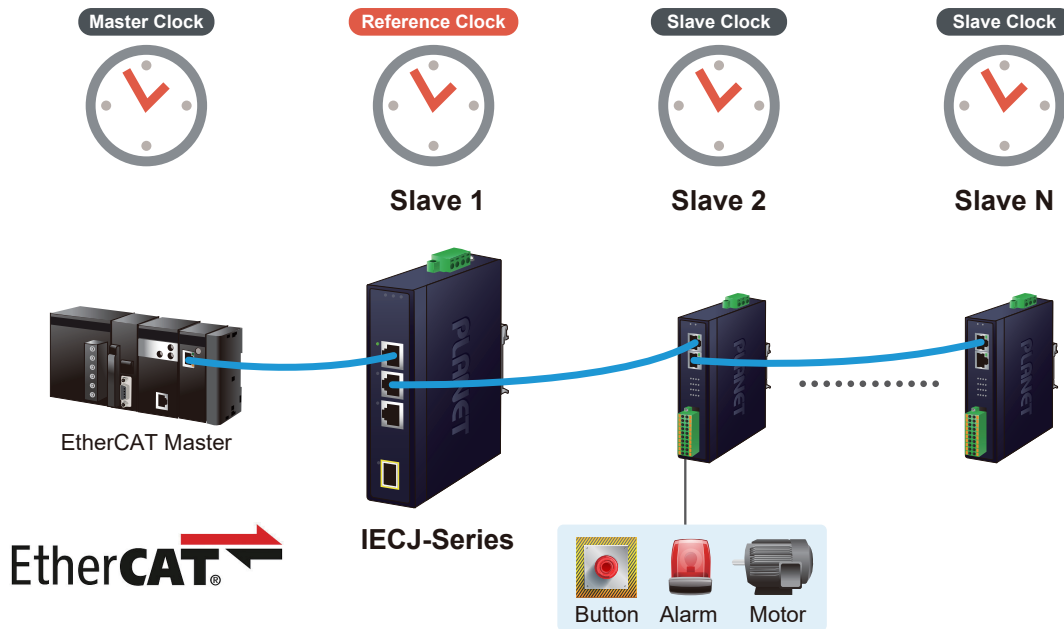 Master Clock
Reference Clock
Slave Clock
Slave Clock
Slave 1
Slave 2
Slave N
PLANET
PLANET
PLANET
EtherCAT Master
IECJ-Series
EtherCAT®
Button
Alarm
Motor